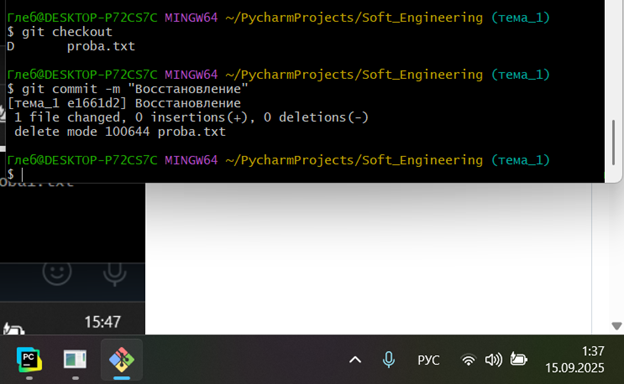 Глеб@DESKTOP-P72CS7C MINGW64 ~/PycharmProjects/Soft_Engineering (тема_1)
$ git checkout
D       proba.txt
Глеб@DESKTOP-P72CS7C MINGW64 ~/PycharmProjects/Soft_Engineering (тема_1)
$ git commit -m "Восстановление"
[тема_1 e1661d2] Восстановление
 1 file changed, 0 insertions(+), 0 deletions(-)
 delete mode 100644 proba.txt
Глеб@DESKTOP-P72CS7C MINGW64 ~/PycharmProjects/Soft_Engineering (тема_1)
$
15:47
PC
РУС
1:37
15.09.2025